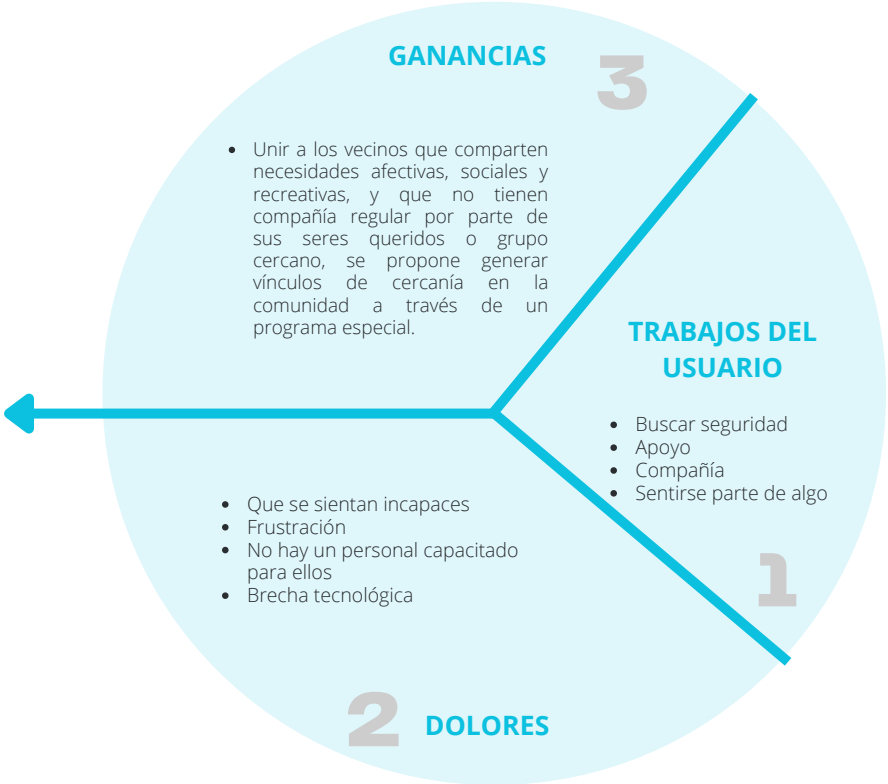 GANANCIAS
3
• Unir a los vecinos que comparten
necesidades afectivas, sociales y
recreativas, y que no tienen
compañía regular por parte de
sus seres queridos o grupo
cercano, se propone generar
vínculos de cercanía en la
comunidad a través de un
programa especial.
TRABAJOS DEL
USUARIO
• Buscar seguridad
• Apoyo
• Compañía
• Sentirse parte de algo
1
• Que se sientan incapaces
• Frustración
• No hay un personal capacitado
para ellos
• Brecha tecnológica
2
DOLORES